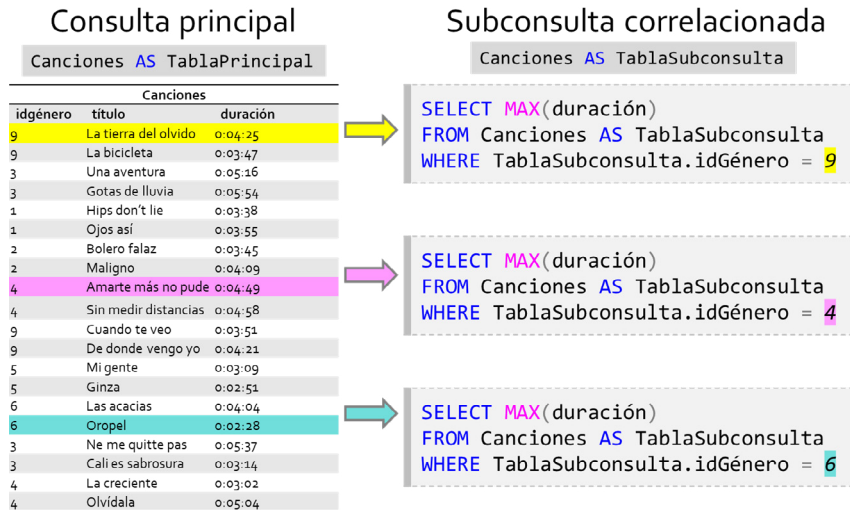 Consulta principal
Canciones AS TablaPrincipal
Canciones
idgénero título duración
9 La tierra del olvido 0:04:25
9 La bicicleta 0:03:47
3 Una aventura 0:05:16
3 Gotas de lluvia 0:05:54
1 Hips don't lie 0:03:38
1 Ojos así 0:03:55
2 Bolero falaz 0:03:45
2 Maligno 0:04:09
4 Amarte más no pude 0:04:49
4 Sin medir distancias 0:04:58
9 Cuando te veo 0:03:51
9 De donde vengo yo 0:04:21
5 Mi gente 0:03:09
5 Ginza 0:02:51
6 Las acacias 0:04:04
6 Oropel 0:02:28
3 Ne me quitte pas 0:05:37
3 Cali es sabrosura 0:03:14
4 La creciente 0:03:02
4 Olvídala 0:05:04
Subconsulta correlacionada
Canciones AS TablaSubconsulta
SELECT MAX(duración)
FROM Canciones AS TablaSubconsulta
WHERE TablaSubconsulta.idGénero = 9
SELECT MAX(duración)
FROM Canciones AS TablaSubconsulta
WHERE TablaSubconsulta.idGénero = 4
SELECT MAX(duración)
FROM Canciones AS TablaSubconsulta
WHERE TablaSubconsulta.idGénero = 6